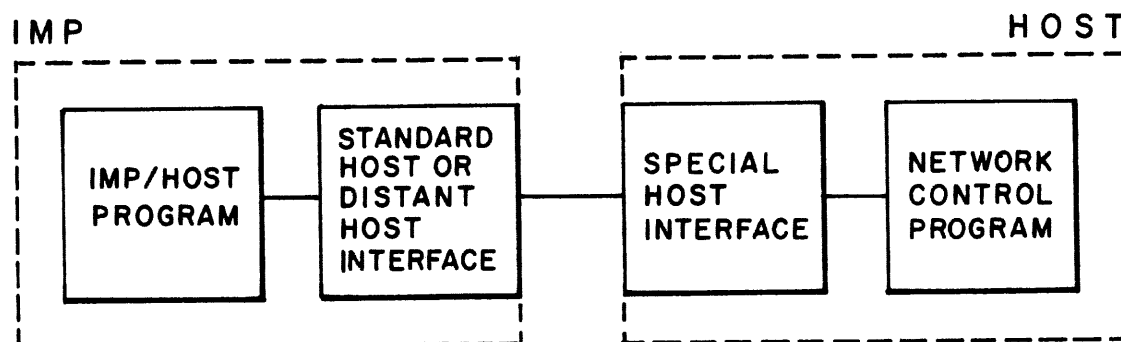 IMP
HOST
IMP/HOST
PROGRAM
STANDARD
HOST OR
DISTANT
HOST
INTERFACE
SPECIAL
HOST
INTERFACE
NETWORK
CONTROL
PROGRAM